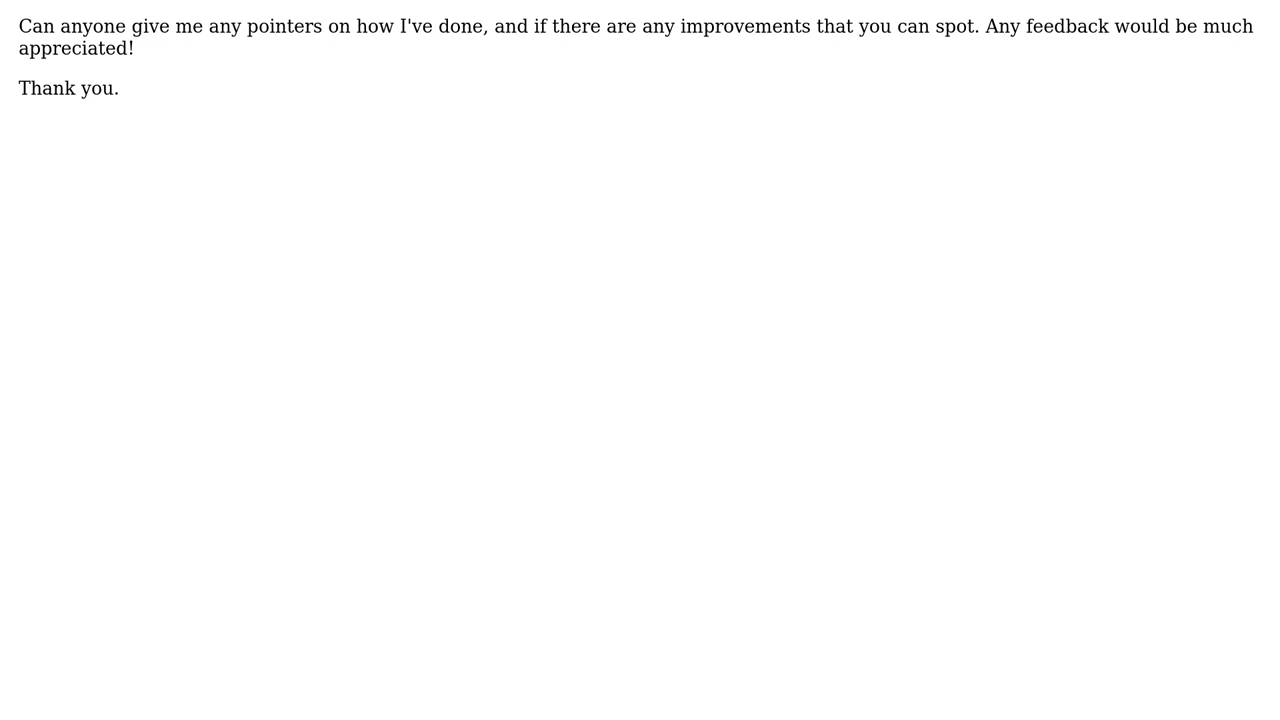 Can anyone give me any pointers on how I've done, and if there are any improvements that you can spot. Any feedback would be much
appreciated!
Thank you.